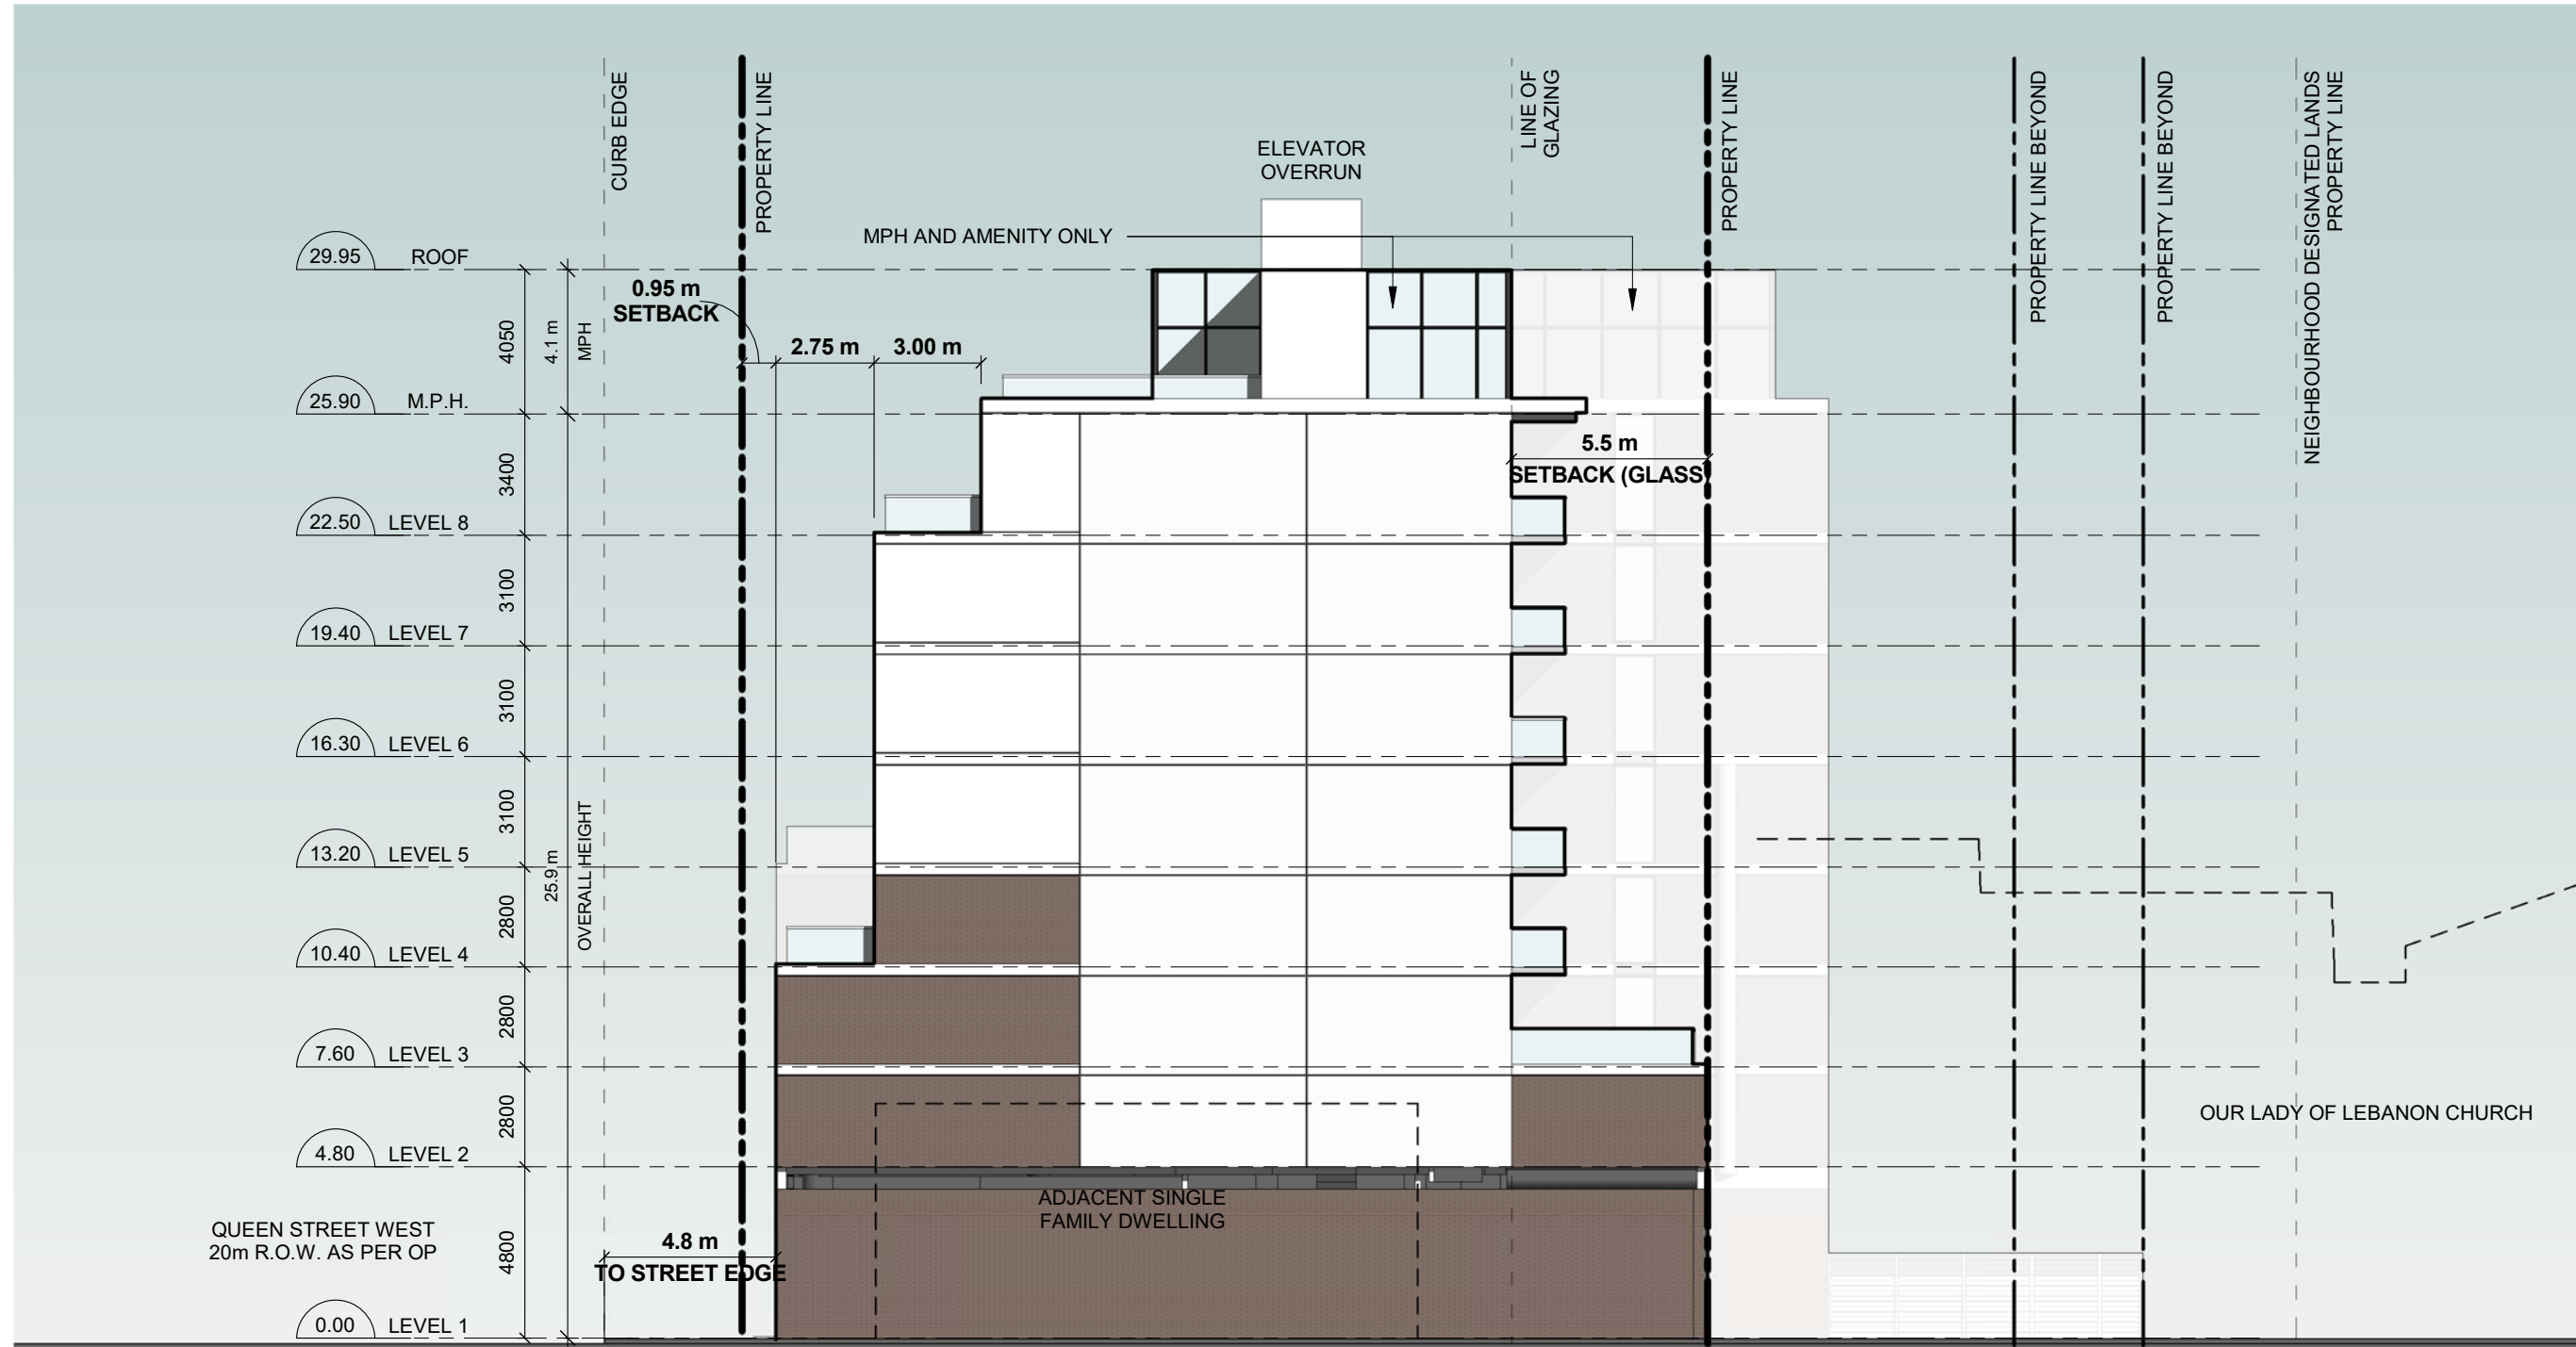 CURB EDGE
PROPERTY LINE
LINE OF
GLAZING
PROPERTY LINE
PROPERTY LINE BEYOND
PROPERTY LINE BEYOND
NEIGHBOURHOOD DESIGNATED LANDS
PROPERTY LINE
ELEVATOR
OVERRUN
MPH AND AMENITY ONLY
29.95 ROOF
0.95 m
SETBACK
4050
4.1 m
MPH
2.75 m
3.00 m
25.90 M.P.H.
5.5 m
SETBACK (GLASS)
3400
22.50 LEVEL 8
3100
19.40 LEVEL 7
3100
16.30 LEVEL 6
3100
25.9 m
OVERALL HEIGHT
13.20 LEVEL 5
2800
10.40 LEVEL 4
2800
7.60 LEVEL 3
2800
OUR LADY OF LEBANON CHURCH
4.80 LEVEL 2
ADJACENT SINGLE
FAMILY DWELLING
QUEEN STREET WEST
20m R.O.W. AS PER OP
4800
4.8 m
TO STREET EDGE
0.00 LEVEL 1